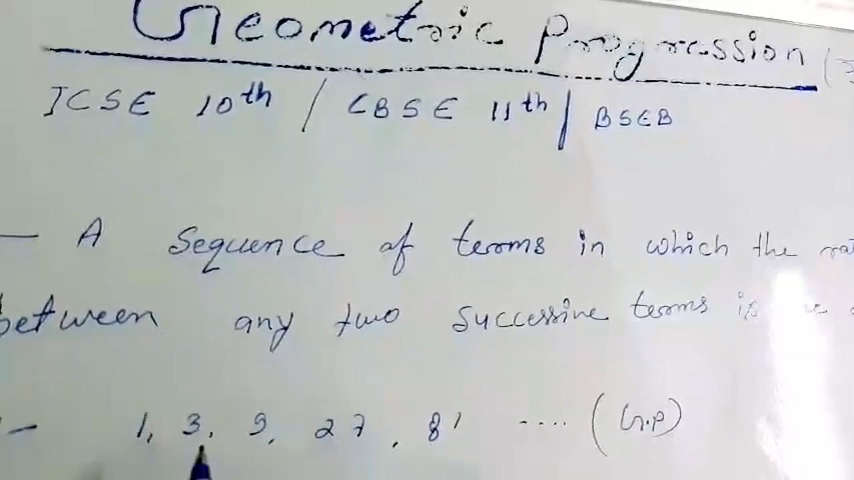 Geometric Progression
ICSE 10th / CBSE 11th / BSEB
— A Sequence of terms in which the
between any two successive terms is
1, 3, 9, 27, 81 .... (G.P)